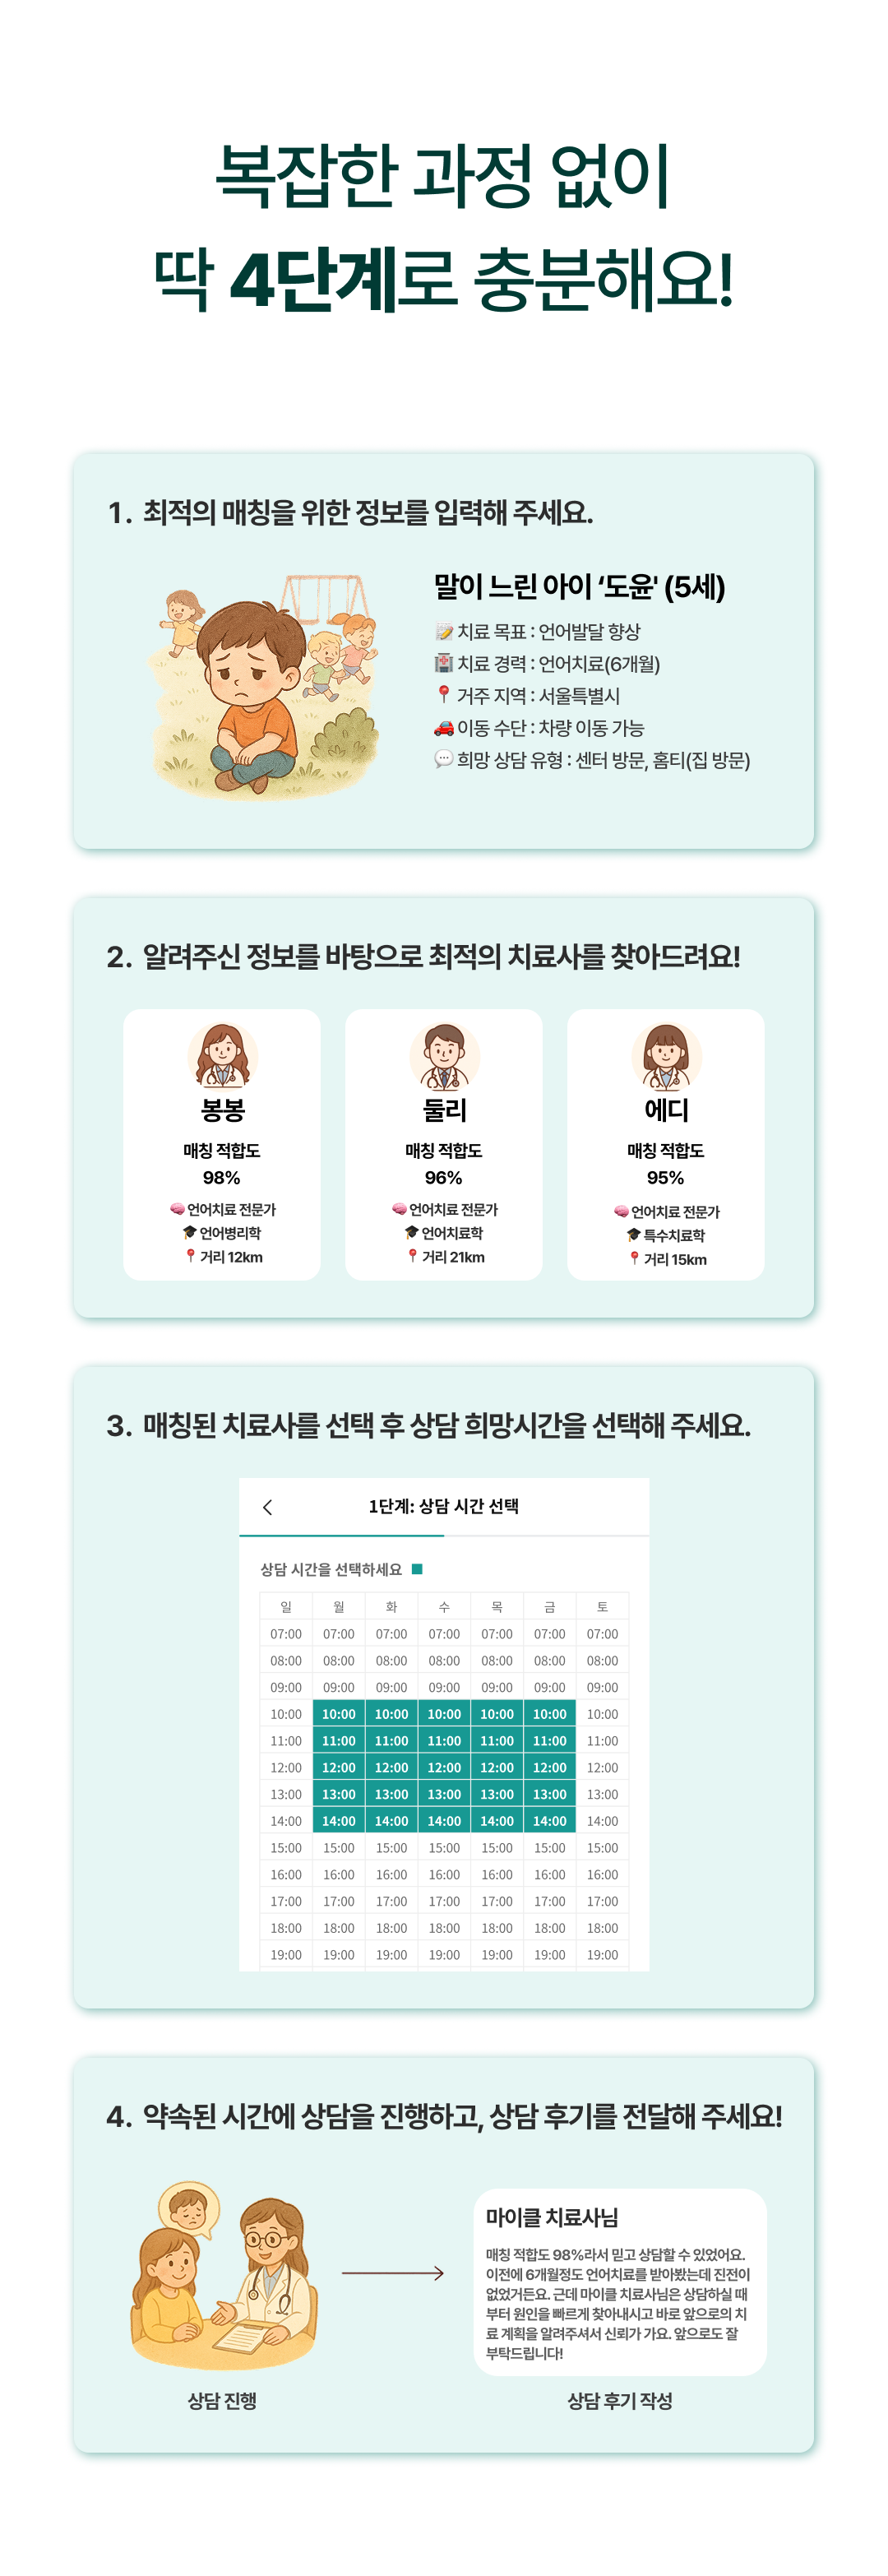 복잡한 과정 없이
딱 4단계로 충분해요!
1. 최적의 매칭을 위한 정보를 입력해 주세요.
말이 느린 아이 ‘도윤' (5세)
📝 치료 목표 : 언어발달 향상
🏥 치료 경력 : 언어치료(6개월)
📍 거주 지역 : 서울특별시
🚗 이동 수단 : 차량 이동 가능
💬 희망 상담 유형 : 센터 방문, 홈티(집 방문)
2. 알려주신 정보를 바탕으로 최적의 치료사를 찾아드려요!
봉봉
매칭 적합도
98%
🧠 언어치료 전문가
🎓 언어병리학
📍 거리 12km
둘리
매칭 적합도
96%
🧠 언어치료 전문가
🎓 언어치료학
📍 거리 21km
에디
매칭 적합도
95%
🧠 언어치료 전문가
🎓 특수치료학
📍 거리 15km
3. 매칭된 치료사를 선택 후 상담 희망시간을 선택해 주세요.
1단계: 상담 시간 선택
상담 시간을 선택하세요
일 월 화 수 목 금 토
07:00 07:00 07:00 07:00 07:00 07:00 07:00
08:00 08:00 08:00 08:00 08:00 08:00 08:00
09:00 09:00 09:00 09:00 09:00 09:00 09:00
10:00 10:00 10:00 10:00 10:00 10:00 10:00
11:00 11:00 11:00 11:00 11:00 11:00 11:00
12:00 12:00 12:00 12:00 12:00 12:00 12:00
13:00 13:00 13:00 13:00 13:00 13:00 13:00
14:00 14:00 14:00 14:00 14:00 14:00 14:00
15:00 15:00 15:00 15:00 15:00 15:00 15:00
16:00 16:00 16:00 16:00 16:00 16:00 16:00
17:00 17:00 17:00 17:00 17:00 17:00 17:00
18:00 18:00 18:00 18:00 18:00 18:00 18:00
19:00 19:00 19:00 19:00 19:00 19:00 19:00
4. 약속된 시간에 상담을 진행하고, 상담 후기를 전달해 주세요!
마이클 치료사님
매칭 적합도 98%라서 믿고 상담할 수 있었어요.
이전에 6개월정도 언어치료를 받아봤는데 진전이
없었거든요. 근데 마이클 치료사님은 상담하실 때
부터 원인을 빠르게 찾아내시고 바로 앞으로의 치
료 계획을 알려주셔서 신뢰가 가요. 앞으로도 잘
부탁드립니다!
상담 진행
상담 후기 작성